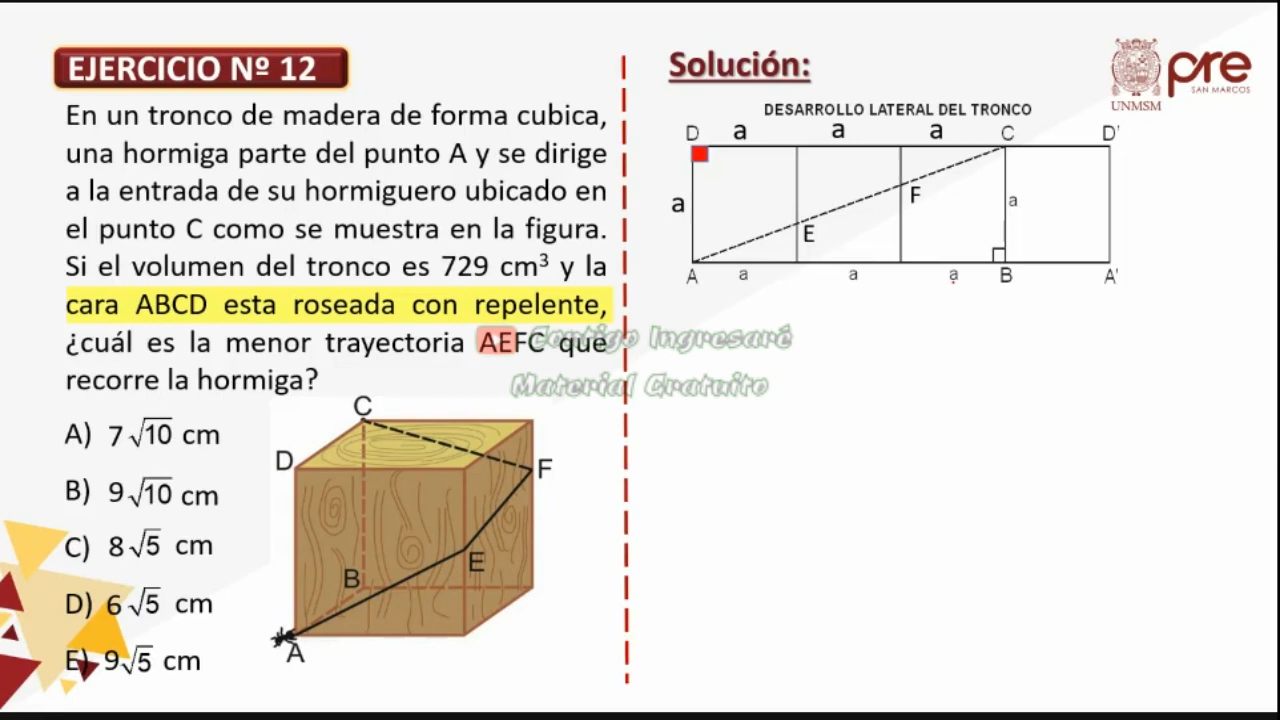 EJERCICIO Nº 12
En un tronco de madera de forma cubica,
una hormiga parte del punto A y se dirige
a la entrada de su hormiguero ubicado en
el punto C como se muestra en la figura.
Si el volumen del tronco es 729 cm³ y la
cara ABCD esta roseada con repelente,
¿cuál es la menor trayectoria AEFC que
recorre la hormiga?
A) 7√10 cm
B) 9√10 cm
C) 8√5 cm
D) 6√5 cm
E) 9√5 cm
C
D
F
E
B
A
Solución:
UNMSM
pre
SAN MARCOS
DESARROLLO LATERAL DEL TRONCO
D a a a C D'
a
F
a
E
A a a a B A'
Contigo Ingresaré
Material Gratuito